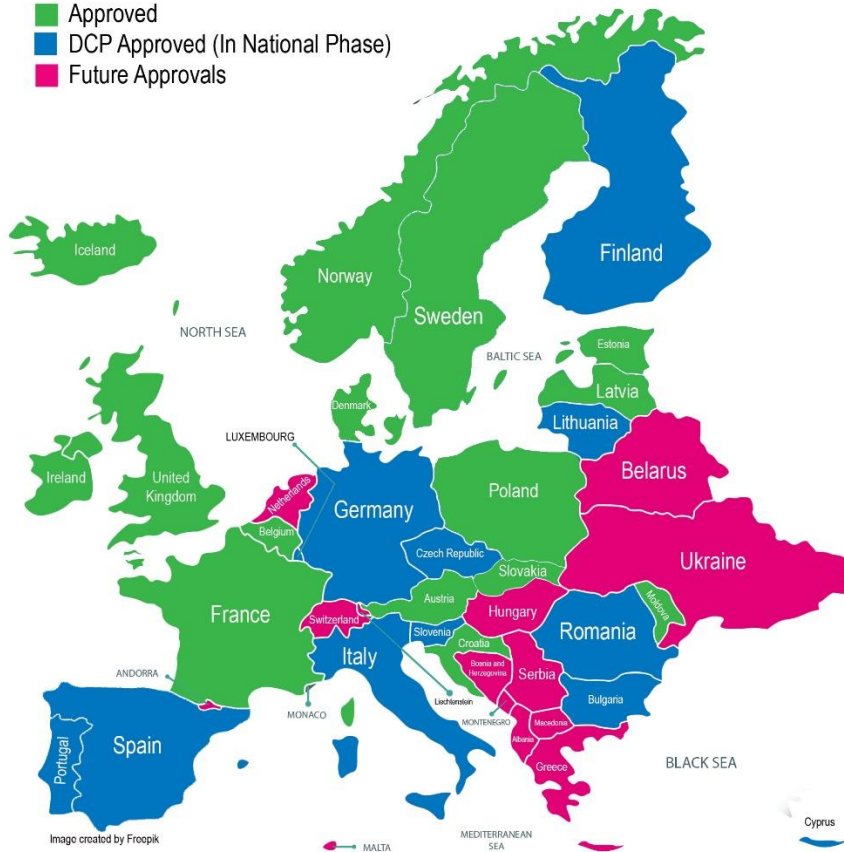 Approved
DCP Approved (In National Phase)
Future Approvals
Iceland
Finland
Norway
Sweden
NORTH SEA
BALTIC SEA
Estonia
Latvia
Denmark
Lithuania
LUXEMBOURG
Ireland
United
Kingdom
Netherlands
Belarus
Poland
Germany
Belgium
Czech Republic
Ukraine
Slovakia
France
Austria
Moldova
Switzerland
Hungary
Slovenia
Romania
Italy
Croatia
Bosnia and
Herzegovina
Serbia
ANDORRA
Liechtenstein
Bulgaria
MONACO
MONTENEGRO
Macedonia
Albania
Spain
Portugal
Greece
BLACK SEA
Image created by Freepik
MALTA
MEDITERRANEAN
SEA
Cyprus